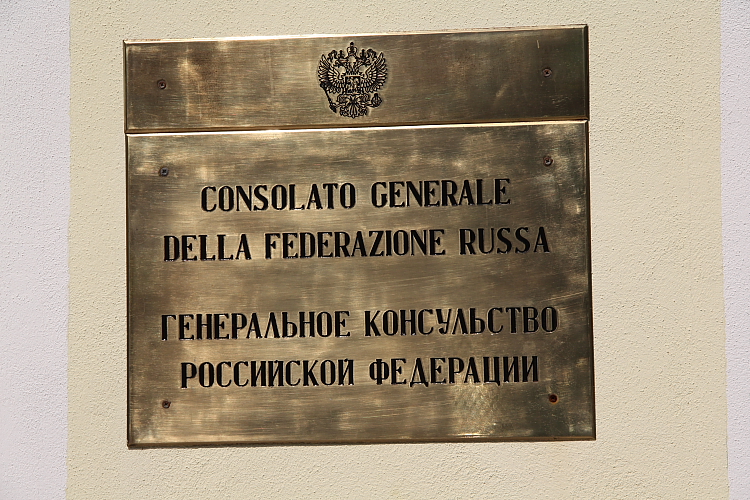 CONSOLATO GENERALE
DELLA FEDERAZIONE RUSSA
ГЕНЕРАЛЬНОЕ КОНСУЛЬСТВО
РОССИЙСКОЙ ФЕДЕРАЦИИ